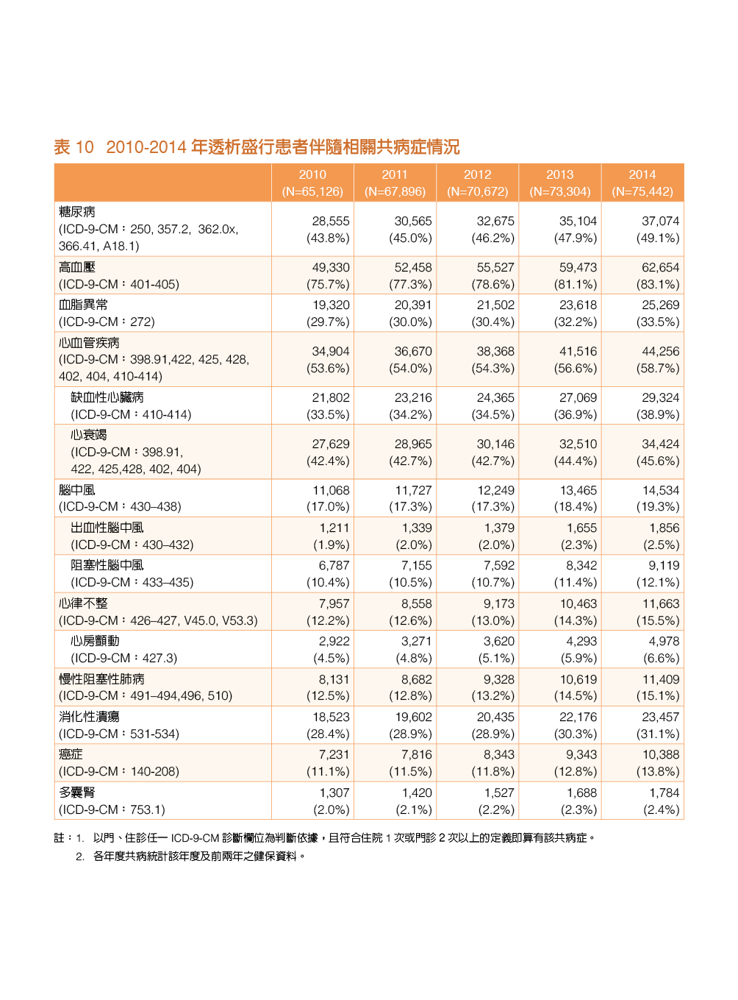 表 10 2010-2014 年透析盛行患者伴隨相關共病症情況
2010 2011 2012 2013 2014
(N=65,126) (N=67,896) (N=70,672) (N=73,304) (N=75,442)
糖尿病
(ICD-9-CM：250, 357.2, 362.0x,
366.41, A18.1)
28,555 30,565 32,675 35,104 37,074
(43.8%) (45.0%) (46.2%) (47.9%) (49.1%)
高血壓 49,330 52,458 55,527 59,473 62,654
(ICD-9-CM：401-405) (75.7%) (77.3%) (78.6%) (81.1%) (83.1%)
血脂異常 19,320 20,391 21,502 23,618 25,269
(ICD-9-CM：272) (29.7%) (30.0%) (30.4%) (32.2%) (33.5%)
心血管疾病
(ICD-9-CM：398.91,422, 425, 428,
402, 404, 410-414)
34,904 36,670 38,368 41,516 44,256
(53.6%) (54.0%) (54.3%) (56.6%) (58.7%)
缺血性心臟病 21,802 23,216 24,365 27,069 29,324
(ICD-9-CM：410-414) (33.5%) (34.2%) (34.5%) (36.9%) (38.9%)
心衰竭
(ICD-9-CM：398.91,
422, 425,428, 402, 404)
27,629 28,965 30,146 32,510 34,424
(42.4%) (42.7%) (42.7%) (44.4%) (45.6%)
腦中風 11,068 11,727 12,249 13,465 14,534
(ICD-9-CM：430–438) (17.0%) (17.3%) (17.3%) (18.4%) (19.3%)
出血性腦中風 1,211 1,339 1,379 1,655 1,856
(ICD-9-CM：430–432) (1.9%) (2.0%) (2.0%) (2.3%) (2.5%)
阻塞性腦中風 6,787 7,155 7,592 8,342 9,119
(ICD-9-CM：433–435) (10.4%) (10.5%) (10.7%) (11.4%) (12.1%)
心律不整 7,957 8,558 9,173 10,463 11,663
(ICD-9-CM：426–427, V45.0, V53.3) (12.2%) (12.6%) (13.0%) (14.3%) (15.5%)
心房顫動 2,922 3,271 3,620 4,293 4,978
(ICD-9-CM：427.3) (4.5%) (4.8%) (5.1%) (5.9%) (6.6%)
慢性阻塞性肺病 8,131 8,682 9,328 10,619 11,409
(ICD-9-CM：491–494,496, 510) (12.5%) (12.8%) (13.2%) (14.5%) (15.1%)
消化性潰瘍 18,523 19,602 20,435 22,176 23,457
(ICD-9-CM：531-534) (28.4%) (28.9%) (28.9%) (30.3%) (31.1%)
癌症 7,231 7,816 8,343 9,343 10,388
(ICD-9-CM：140-208) (11.1%) (11.5%) (11.8%) (12.8%) (13.8%)
多囊腎 1,307 1,420 1,527 1,688 1,784
(ICD-9-CM：753.1) (2.0%) (2.1%) (2.2%) (2.3%) (2.4%)
註：1. 以門、住診任一 ICD-9-CM 診斷欄位為判斷依據，且符合住院 1 次或門診 2 次以上的定義即算有該共病症。
2. 各年度共病統計該年度及前兩年之健保資料。